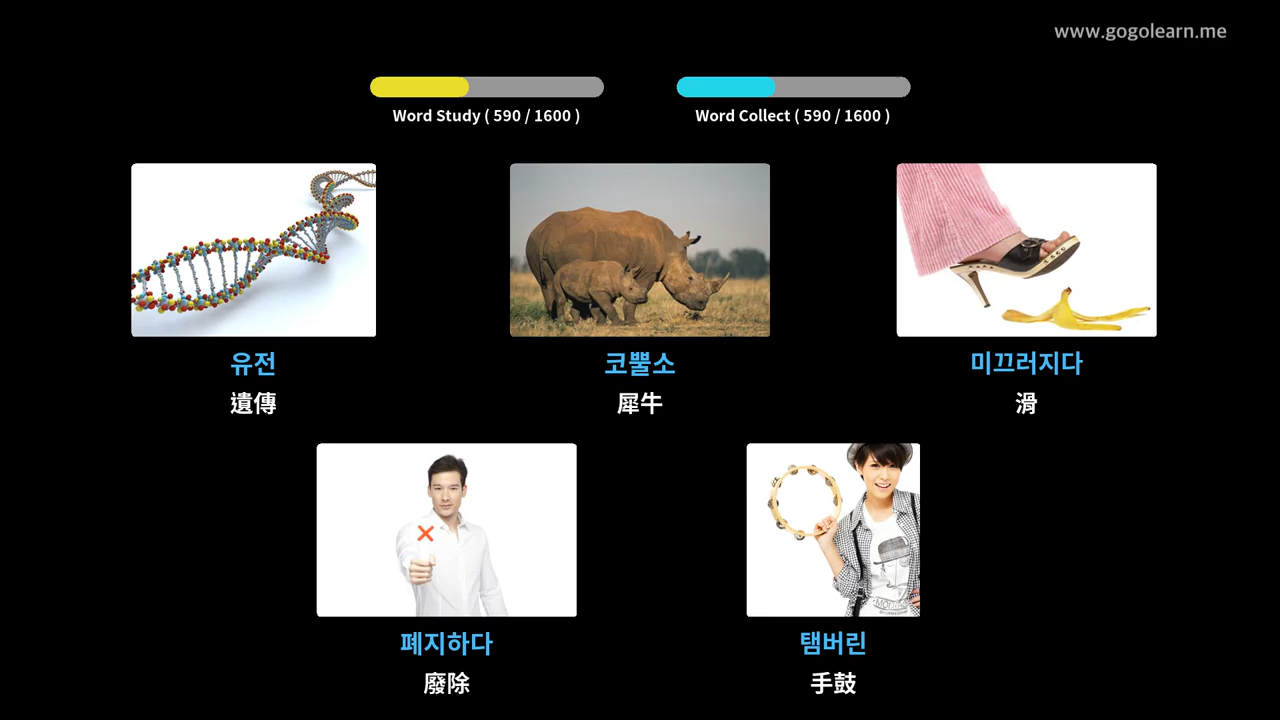 www.gogolearn.me
Word Study ( 590 / 1600 )
Word Collect ( 590 / 1600 )
유전
遺傳
코뿔소
犀牛
미끄러지다
滑
폐지하다
廢除
탬버린
手鼓